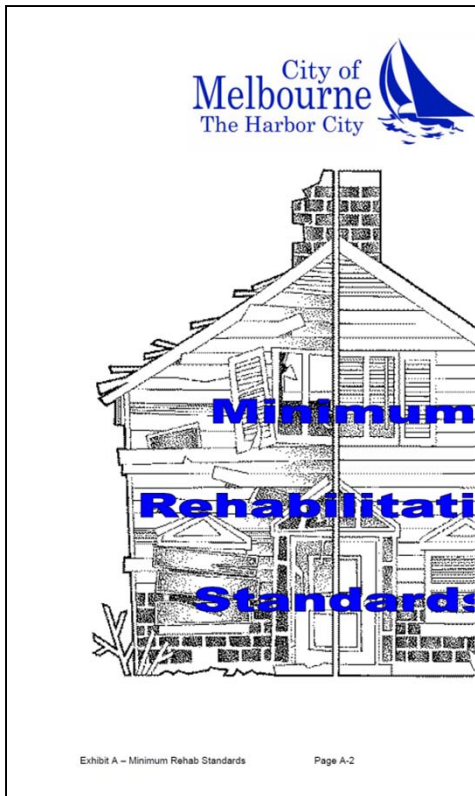 City of
Melbourne
The Harbor City
Minimum
Rehabilitati
Standards
Exhibit A – Minimum Rehab Standards Page A-2